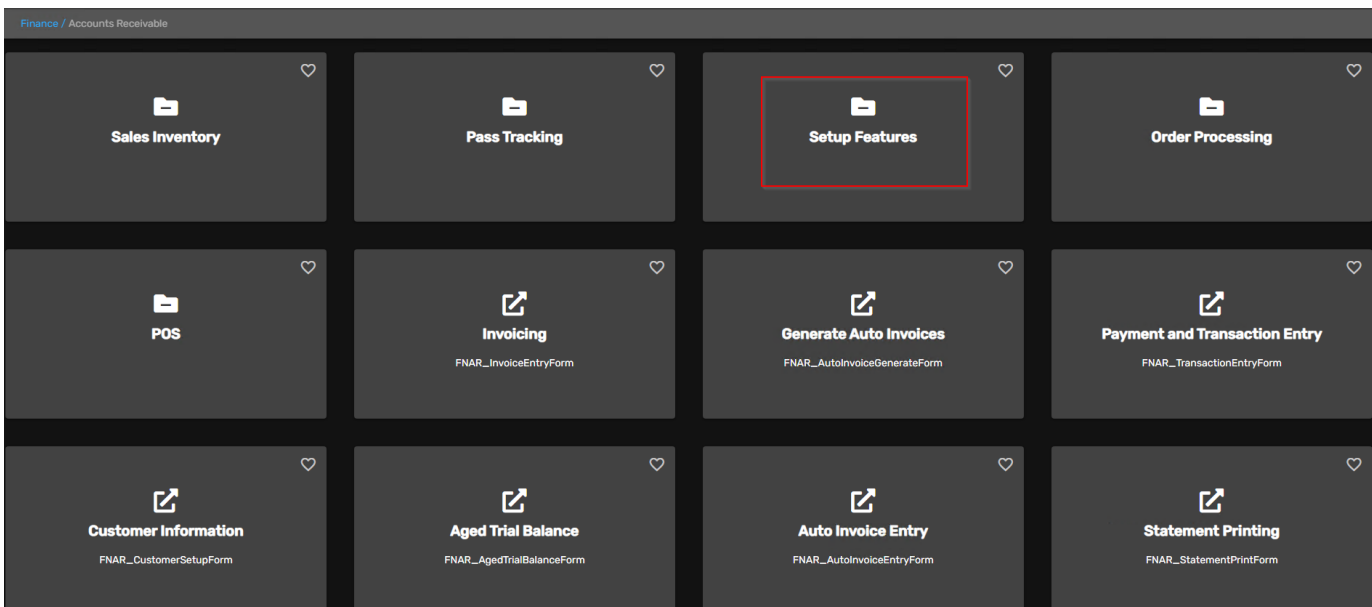 Finance / Accounts Receivable
Sales Inventory
Pass Tracking
Setup Features
Order Processing
POS
Invoicing
FNAR_InvoiceEntryForm
Generate Auto Invoices
FNAR_AutoInvoiceGenerateForm
Payment and Transaction Entry
FNAR_TransactionEntryForm
Customer Information
FNAR_CustomerSetupForm
Aged Trial Balance
FNAR_AgedTrialBalanceForm
Auto Invoice Entry
FNAR_AutoInvoiceEntryForm
Statement Printing
FNAR_StatementPrintForm